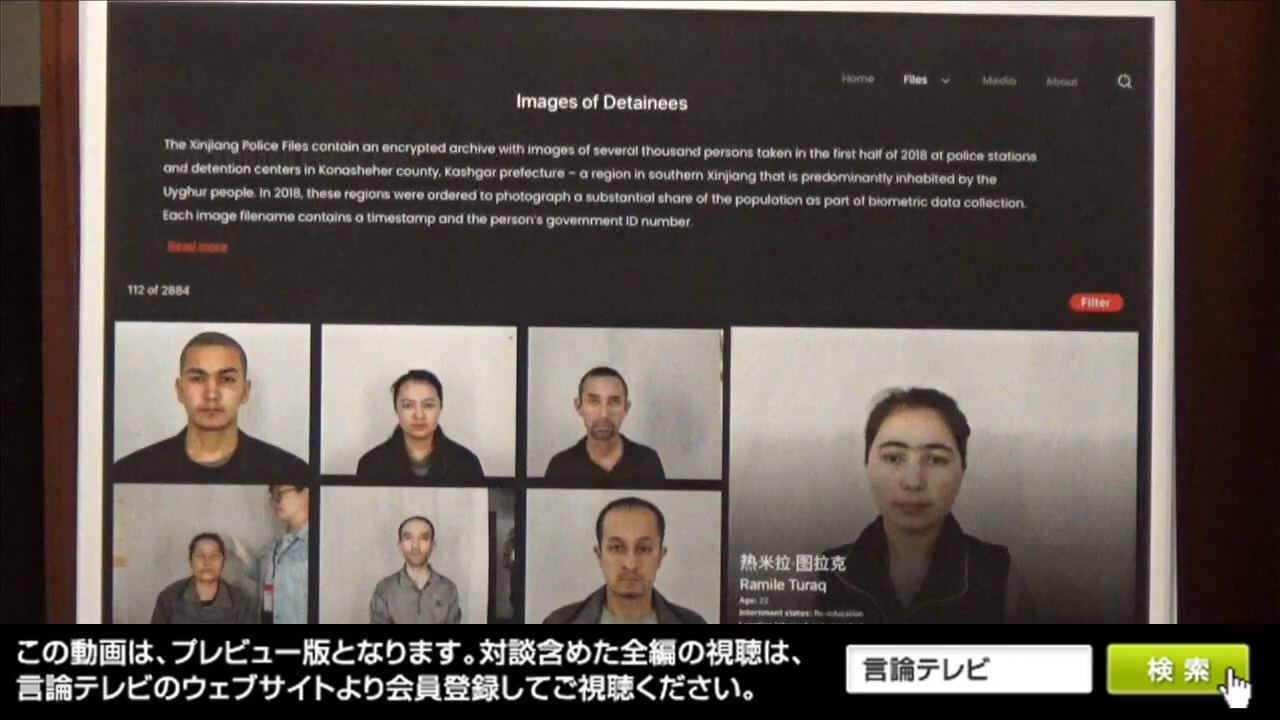 Home Files Media About
Images of Detainees
The Xinjiang Police Files contain an encrypted archive with images of several thousand persons taken in the first half of 2018 at police stations
and detention centers in Konasheher county, Kashgar prefecture – a region in southern Xinjiang that is predominantly inhabited by the
Uyghur people. In 2018, these regions were ordered to photograph a substantial share of the population as part of biometric data collection.
Each image filename contains a timestamp and the person's government ID number.
Read more
112 of 2884
Filter
热米拉·图拉克
Ramile Turaq
Age: 22
Internment status: Re-education
この動画は、プレビュー版となります。対談含めた全編の視聴は、
言論テレビのウェブサイトより会員登録してご視聴ください。
言論テレビ
検索